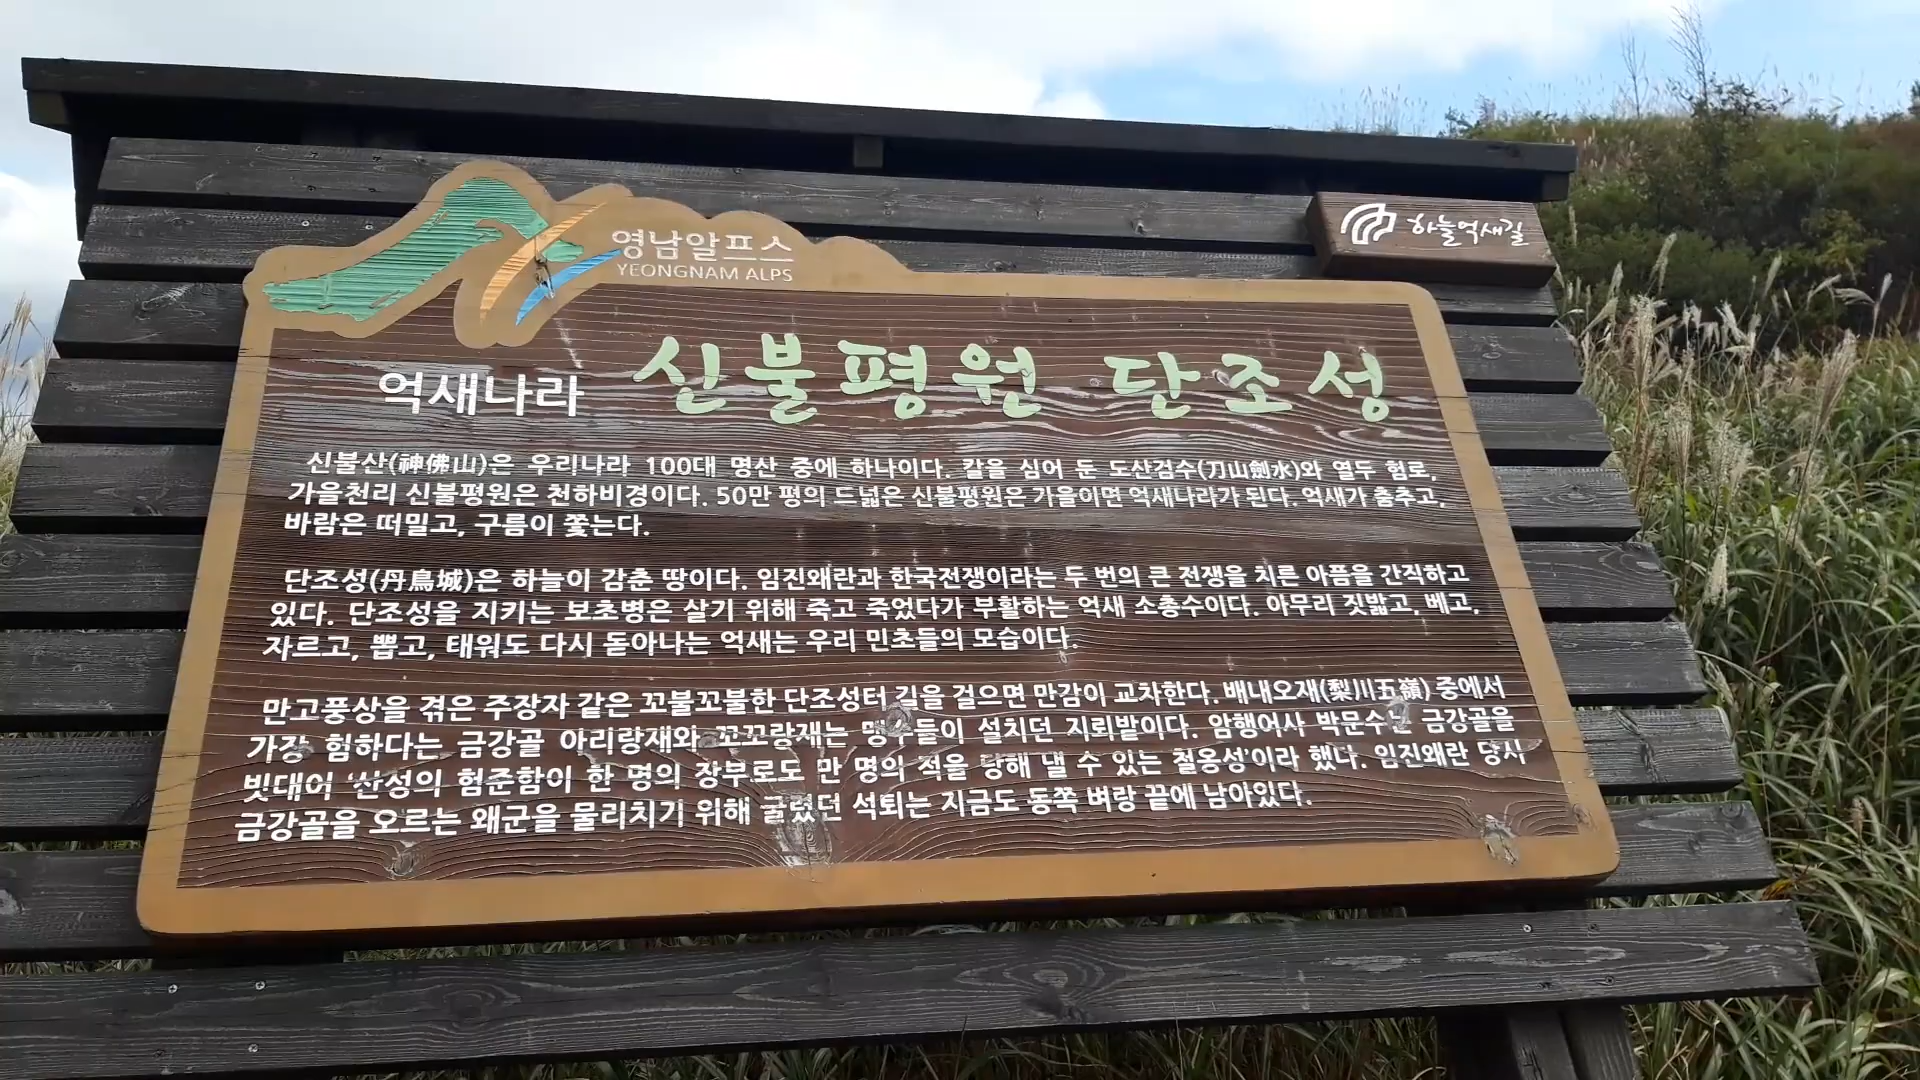 영남알프스
YEONGNAM ALPS
하늘억새길
억새나라 신불평원 단조성
신불산(神佛山)은 우리나라 100대 명산 중에 하나이다. 칼을 심어 둔 도산검수(刀山劍水)와 열두 험로,
가을천리 신불평원은 천하비경이다. 50만 평의 드넓은 신불평원은 가을이면 억새나라가 된다. 억새가 춤추고,
바람은 떠밀고, 구름이 쫓는다.
단조성(丹鳥城)은 하늘이 감춘 땅이다. 임진왜란과 한국전쟁이라는 두 번의 큰 전쟁을 치른 아픔을 간직하고
있다. 단조성을 지키는 보초병은 살기 위해 죽고 죽었다가 부활하는 억새 소총수이다. 아무리 짓밟고, 베고,
자르고, 뽑고, 태워도 다시 돋아나는 억새는 우리 민초들의 모습이다.
만고풍상을 겪은 주장자 같은 꼬불꼬불한 단조성터 길을 걸으면 만감이 교차한다. 배내오재(梨川五嶺) 중에서
가장 험하다는 금강골 아리랑재와 꼬꼬랑재는 맹수들이 설치던 지뢰밭이다. 암행어사 박문수는 금강골을
빗대어 ‘산성의 험준함이 한 명의 장부로도 만 명의 적을 당해 낼 수 있는 철옹성’이라 했다. 임진왜란 당시
금강골을 오르는 왜군을 물리치기 위해 굴렸던 석퇴는 지금도 동쪽 벼랑 끝에 남아있다.